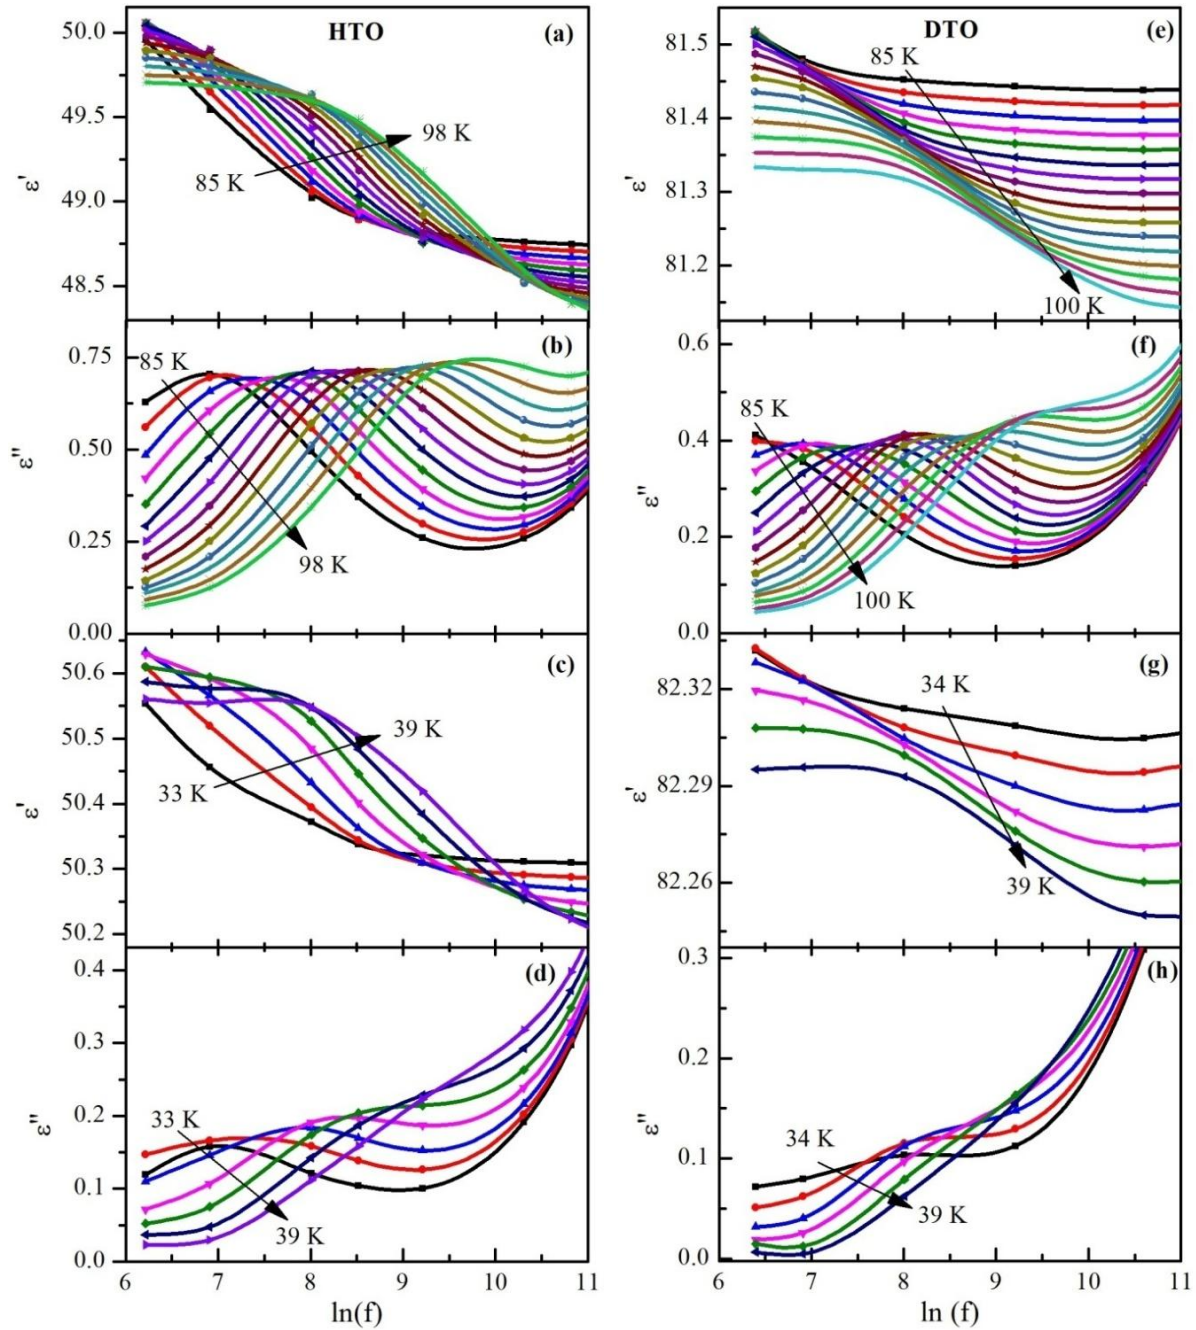 HTO
(a)
50.0
49.5
49.0
48.5
ε'
85 K
98 K
DTO
(e)
81.5
81.4
81.3
81.2
ε'
85 K
100 K
(b)
0.75
0.50
0.25
0.00
ε"
85 K
98 K
(f)
0.6
0.4
0.2
0.0
ε"
85 K
100 K
(c)
50.6
50.5
50.4
50.3
50.2
ε'
39 K
33 K
(g)
82.32
82.29
82.26
ε'
34 K
39 K
(d)
0.4
0.3
0.2
0.1
0.0
ε"
33 K
39 K
6 7 8 9 10 11
ln(f)
(h)
0.3
0.2
0.1
0.0
ε"
34 K
39 K
6 7 8 9 10 11
ln (f)